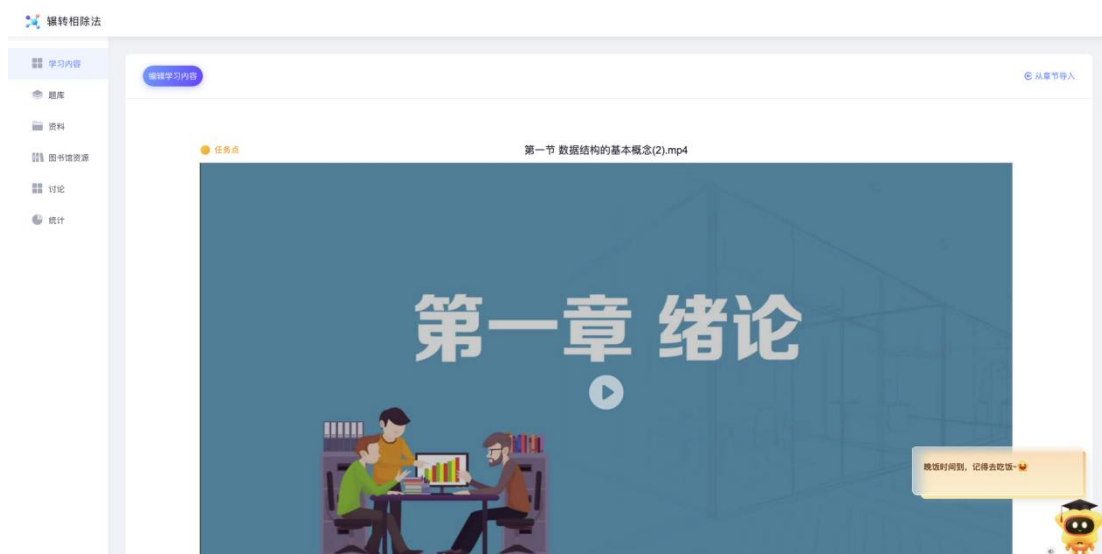 辗转相除法
学习内容
题库
资料
图书馆资源
讨论
统计
编辑学习内容
从章节导入
任务点
第一节 数据结构的基本概念(2).mp4
第一章 绪论
晚饭时间到，记得去吃饭~